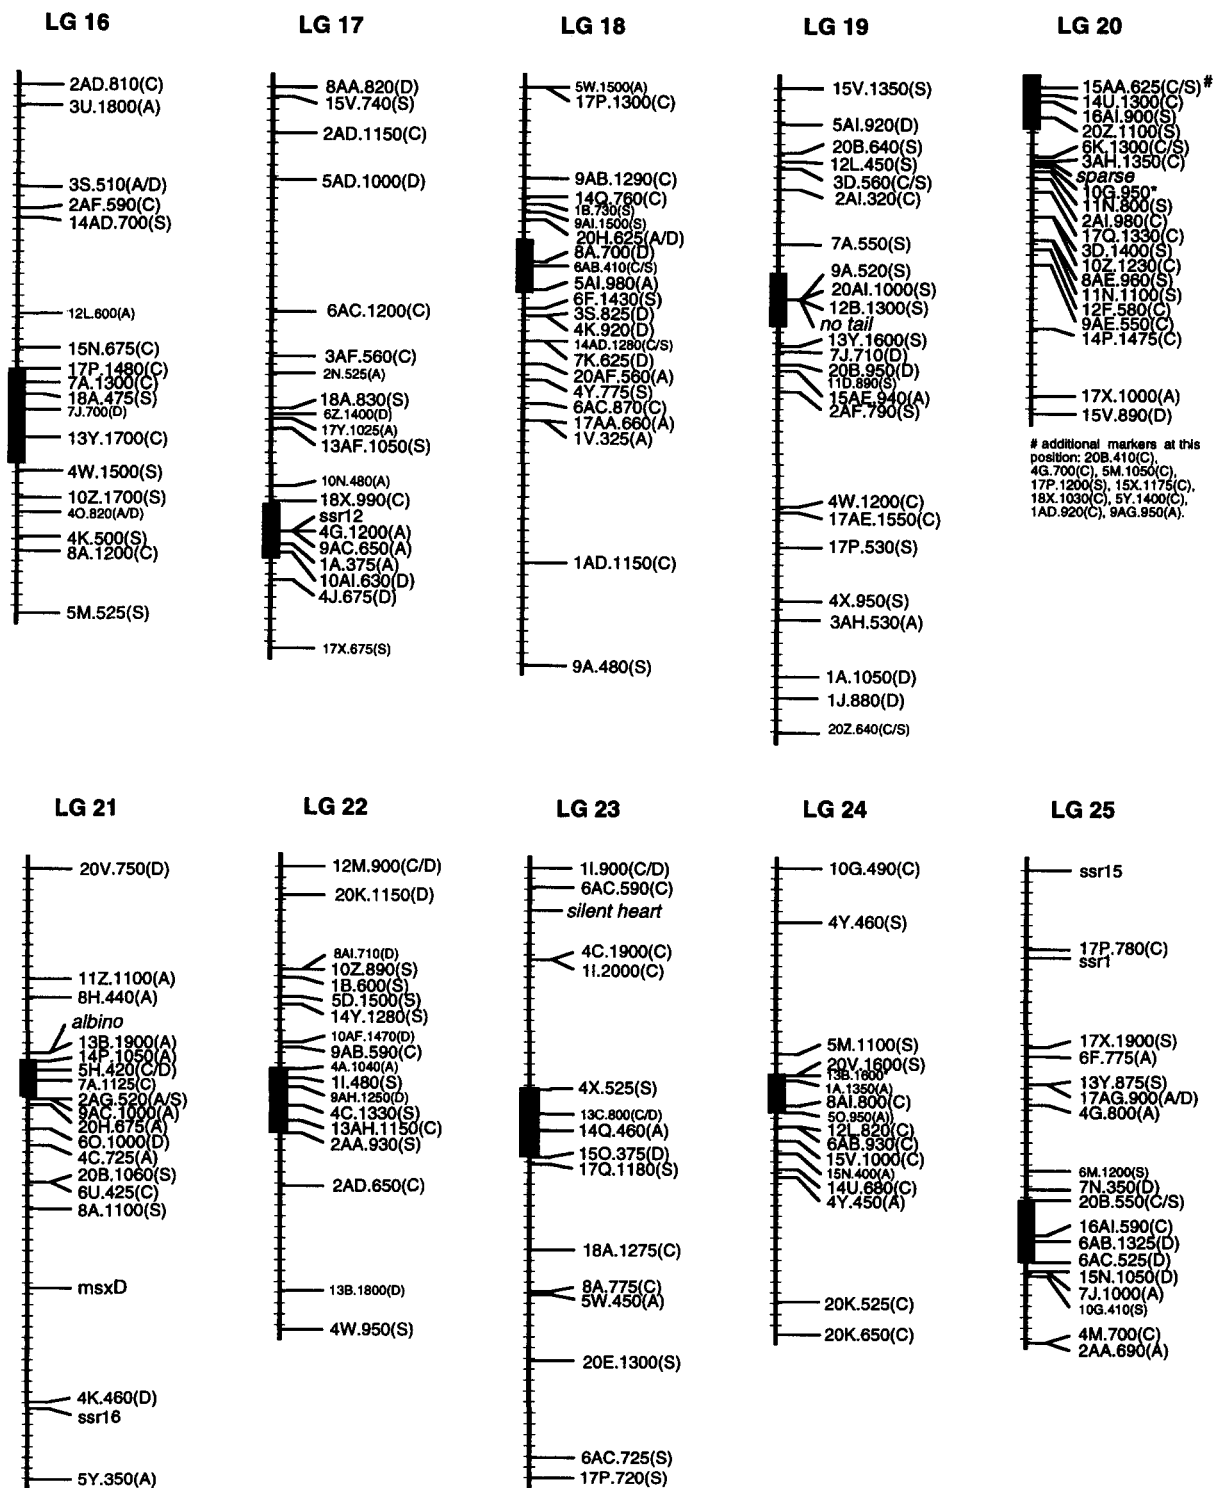 LG 16
2AD.810(C)
3U.1800(A)
3S.510(A/D)
2AF.590(C)
14AD.700(S)
12L.600(A)
15N.675(C)
17P.1480(C)
7A.1300(C)
18A.475(S)
7J.700(D)
13Y.1700(C)
4W.1500(S)
10Z.1700(S)
4O.820(A/D)
4K.500(S)
8A.1200(C)
5M.525(S)
LG 17
8AA.820(D)
15V.740(S)
2AD.1150(C)
5AD.1000(D)
6AC.1200(C)
3AF.560(C)
2N.525(A)
18A.830(S)
6Z.1400(D)
17Y.1025(A)
13AF.1050(S)
10N.480(A)
18X.990(C)
ssr12
4G.1200(A)
9AC.650(A)
1A.375(A)
10AI.630(D)
4J.675(D)
17X.675(S)
LG 18
5W.1500(A)
17P.1300(C)
9AB.1290(C)
14Q.760(C)
1B.730(S)
9AI.1500(S)
20H.625(A/D)
8A.700(D)
6AB.410(C/S)
5AI.980(A)
6F.1430(S)
3S.825(D)
4K.920(D)
14AD.1280(C/S)
7K.625(D)
20AF.560(A)
4Y.775(S)
6AC.870(C)
17AA.660(A)
1V.325(A)
1AD.1150(C)
9A.480(S)
LG 19
15V.1350(S)
5AI.920(D)
20B.640(S)
12L.450(S)
3D.560(C/S)
2AI.320(C)
7A.550(S)
9A.520(S)
20AI.1000(S)
12B.1300(S)
no tail
13Y.1600(S)
7J.710(D)
20B.950(D)
11D.890(S)
15AE.940(A)
2AF.790(S)
4W.1200(C)
17AE.1550(C)
17P.530(S)
4X.950(S)
3AH.530(A)
1A.1050(D)
1J.880(D)
20Z.640(C/S)
LG 20
15AA.625(C/S)#
14U.1300(C)
16AI.900(S)
20Z.1100(S)
6K.1300(C/S)
3AH.1350(C)
sparse
10G.950*
11N.800(S)
2AI.980(C)
17Q.1330(C)
3D.1400(S)
10Z.1230(C)
8AE.960(S)
11N.1100(S)
12F.580(C)
9AE.550(C)
14P.1475(C)
17X.1000(A)
15V.890(D)
# additional markers at this
position: 20B.410(C),
4G.700(C), 5M.1050(C),
17P.1200(S), 15X.1175(C),
18X.1030(C), 5Y.1400(C),
1AD.920(C), 9AG.950(A).
LG 21
20V.750(D)
11Z.1100(A)
8H.440(A)
albino
13B.1900(A)
14P.1050(A)
5H.420(C/D)
7A.1125(C)
2AG.520(A/S)
9AC.1000(A)
20H.675(A)
6O.1000(D)
4C.725(A)
20B.1060(S)
6U.425(C)
8A.1100(S)
msxD
4K.460(D)
ssr16
5Y.350(A)
LG 22
12M.900(C/D)
20K.1150(D)
8AI.710(D)
10Z.890(S)
1B.600(S)
5D.1500(S)
14Y.1280(S)
10AF.1470(D)
9AB.590(C)
4A.1040(A)
1I.480(S)
9AH.1250(D)
4C.1330(S)
13AH.1150(C)
2AA.930(S)
2AD.650(C)
13B.1800(D)
4W.950(S)
LG 23
1I.900(C/D)
6AC.590(C)
silent heart
4C.1900(C)
1I.2000(C)
4X.525(S)
13C.800(C/D)
14Q.460(A)
15O.375(D)
17Q.1180(S)
18A.1275(C)
8A.775(C)
5W.450(A)
20E.1300(S)
6AC.725(S)
17P.720(S)
LG 24
10G.490(C)
4Y.460(S)
5M.1100(S)
20V.1600(S)
13B.1600*
1A.1350(A)
8AI.800(C)
5O.950(A))
12L.820(C)
6AB.930(C)
15V.1000(C)
15N.400(A)
14U.680(C)
4Y.450(A)
20K.525(C)
20K.650(C)
LG 25
ssr15
17P.780(C)
ssr1
17X.1900(S)
6F.775(A)
13Y.875(S)
17AG.900(A/D)
4G.800(A)
6M.1200(S)
7N.350(D)
20B.550(C/S)
16AI.590(C)
6AB.1325(D)
6AC.525(D)
15N.1050(D)
7J.1000(A)
10G.410(S)
4M.700(C)
2AA.690(A)